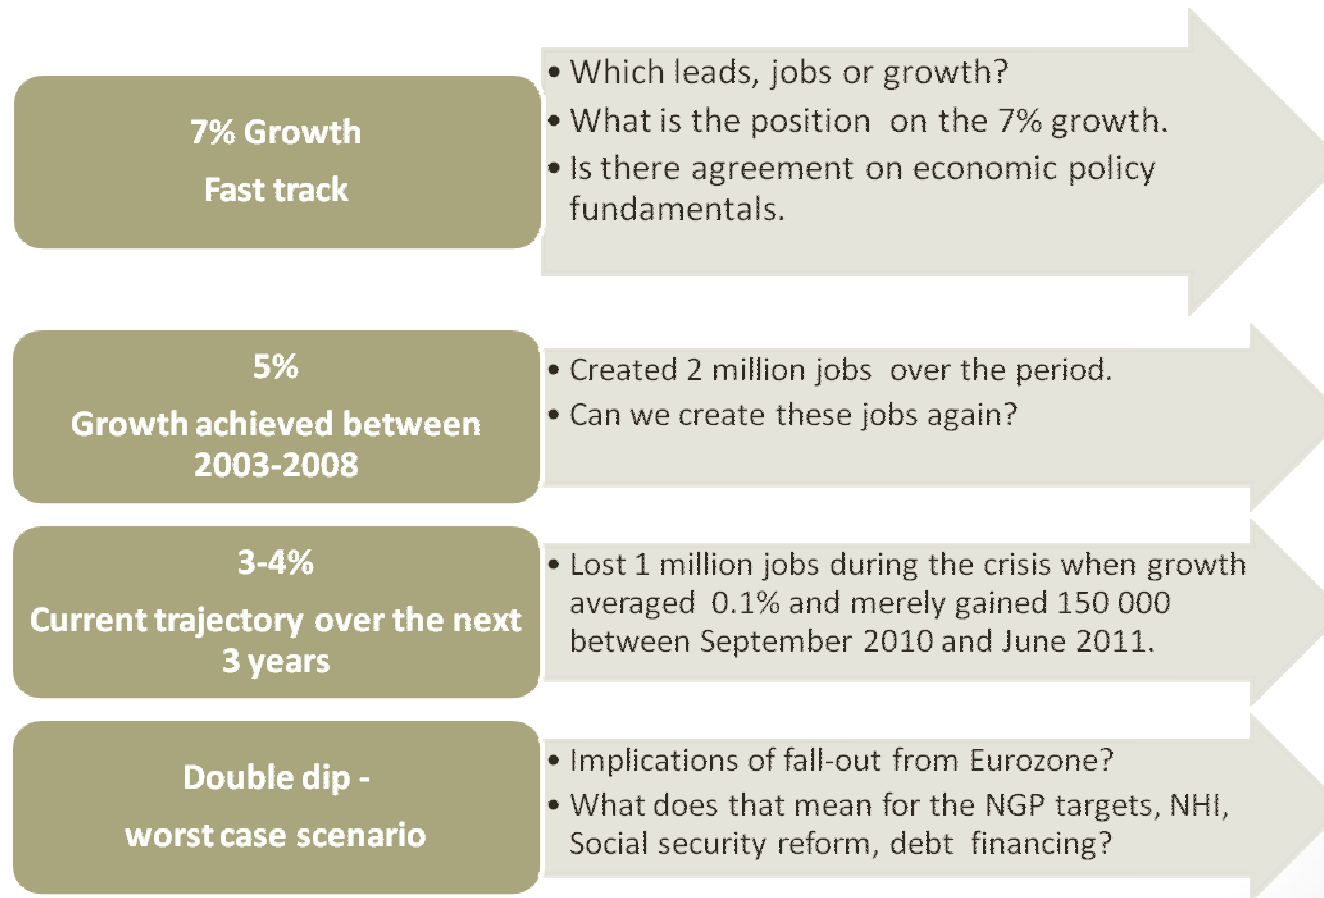 7% Growth
Fast track
• Which leads, jobs or growth?
• What is the position on the 7% growth.
• Is there agreement on economic policy
fundamentals.
5%
Growth achieved between
2003-2008
• Created 2 million jobs over the period.
• Can we create these jobs again?
3-4%
Current trajectory over the next
3 years
• Lost 1 million jobs during the crisis when growth
averaged 0.1% and merely gained 150 000
between September 2010 and June 2011.
Double dip -
worst case scenario
• Implications of fall-out from Eurozone?
• What does that mean for the NGP targets, NHI,
Social security reform, debt financing?